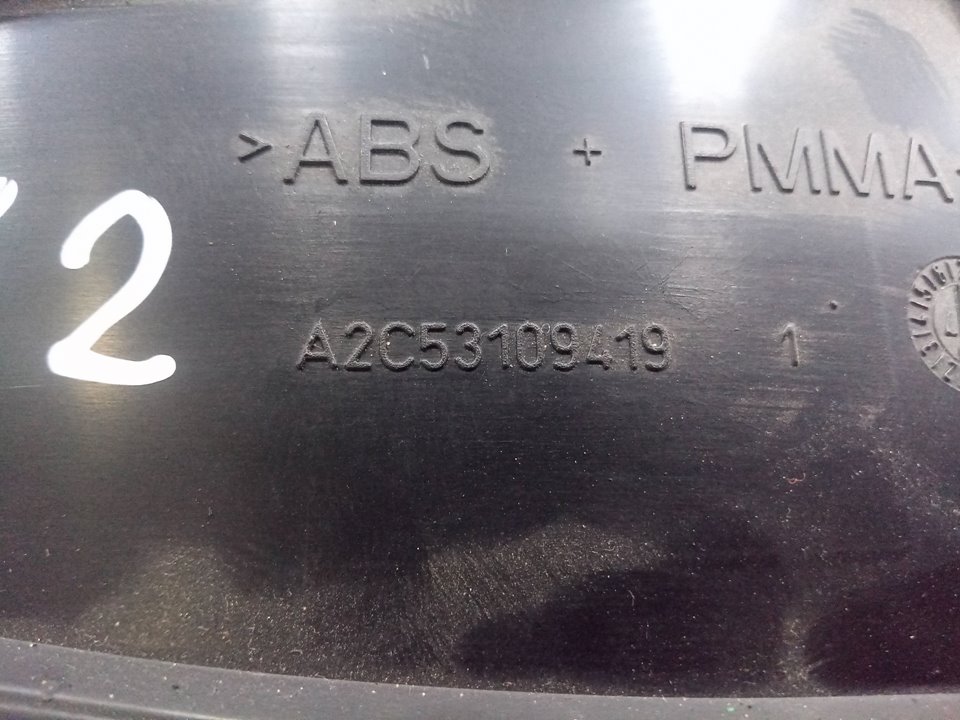 >ABS + PMMA
2
A2C53109419 1